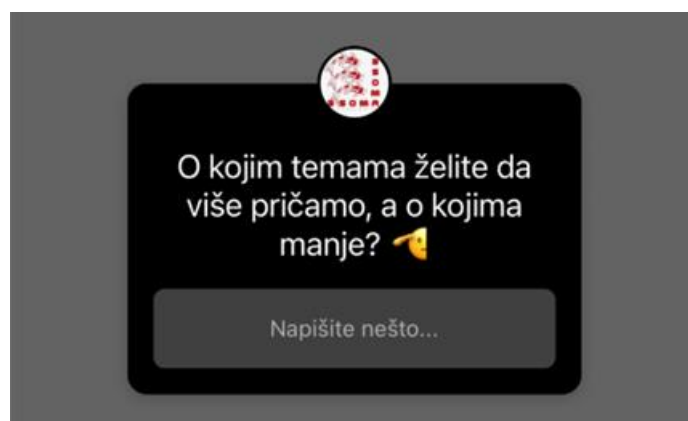 O kojim temama želite da
više pričamo, a o kojima
manje?
Napišite nešto...